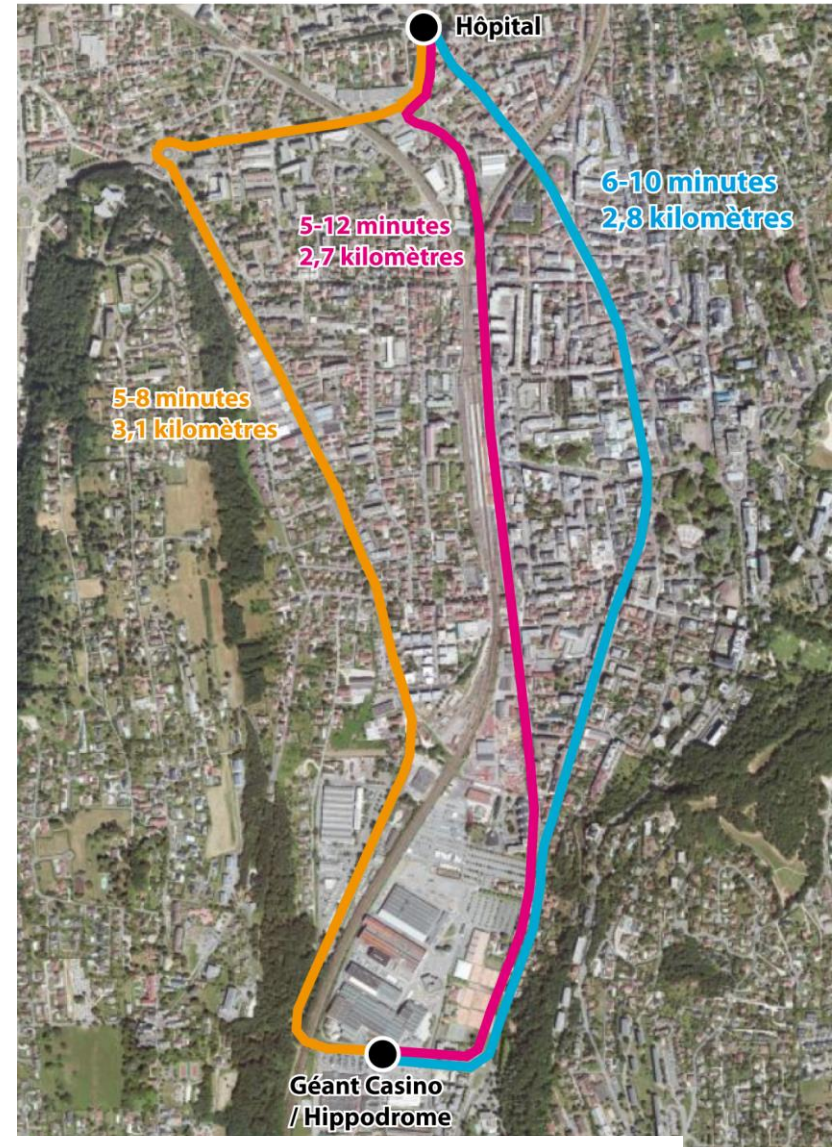 Hôpital
6-10 minutes
2,8 kilomètres
5-12 minutes
2,7 kilomètres
5-8 minutes
3,1 kilomètres
Géant Casino
/ Hippodrome